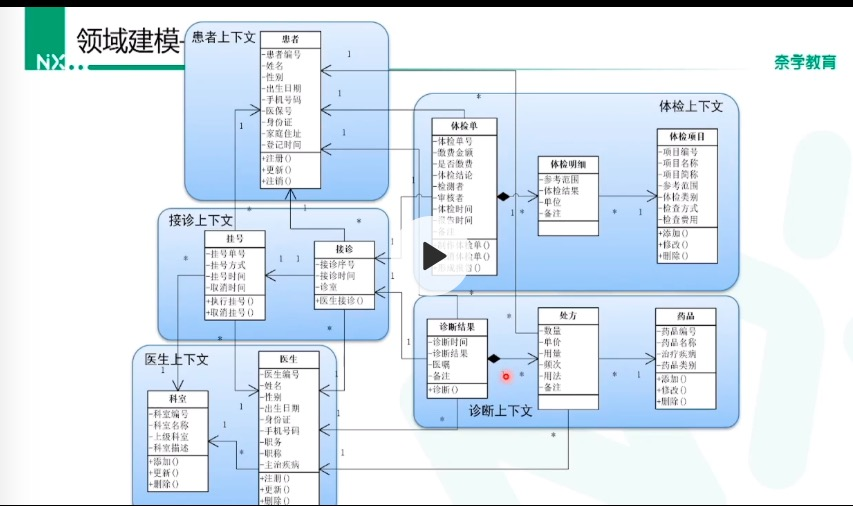 领域建模
NX
奈学教育
患者上下文
患者
-患者编号
-姓名
-性别
-出生日期
-手机号码
-医保号
-身份证
-家庭住址
-登记时间
+注册()
+更新()
+注销()
体检上下文
体检单
-体检单号
-缴费金额
-是否缴费
-体检结论
-检测者
-审核者
-体检时间
体检明细
-参考范围
-体检结果
-单位
-备注
体检项目
-项目编号
-项目名称
-项目简称
-参考范围
-体检类别
-检查方式
-检查费用
+添加()
+修改()
+删除()
接诊上下文
挂号
-挂号单号
-挂号方式
-挂号时间
-取消时间
+执行挂号()
+取消挂号()
接诊
-接诊序号
-接诊时间
-诊室
+医生接诊()
诊断结果
-诊断时间
-诊断结果
-医嘱
-备注
+诊断()
处方
-数量
-单价
-用量
-频次
-用法
-备注
药品
-药品编号
-药品名称
-治疗疾病
-药品类别
+添加()
+修改()
+删除()
诊断上下文
医生上下文
科室
-科室编号
-科室名称
-上级科室
-科室描述
+添加()
+更新()
+删除()
医生
-医生编号
-姓名
-性别
-出生日期
-身份证
-手机号码
-职务
-职称
-主治疾病
+注册()
+更新()
+删除()